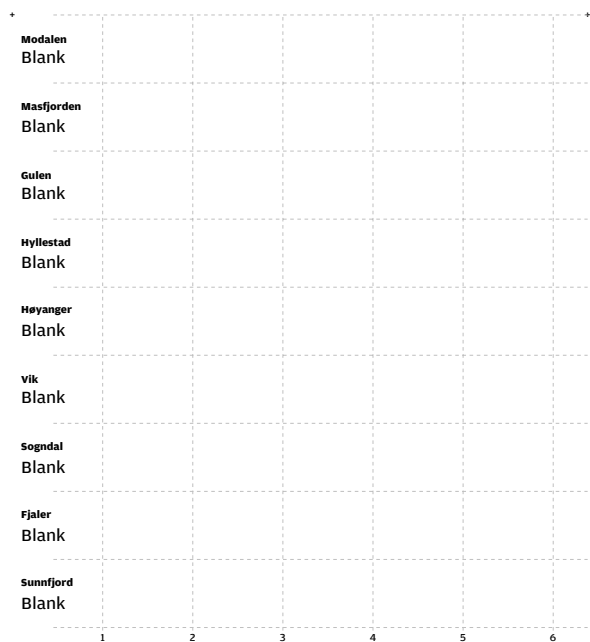 Modalen
Blank
Masfjorden
Blank
Gulen
Blank
Hyllestad
Blank
Høyanger
Blank
Vik
Blank
Sogndal
Blank
Fjaler
Blank
Sunnfjord
Blank
1 2 3 4 5 6